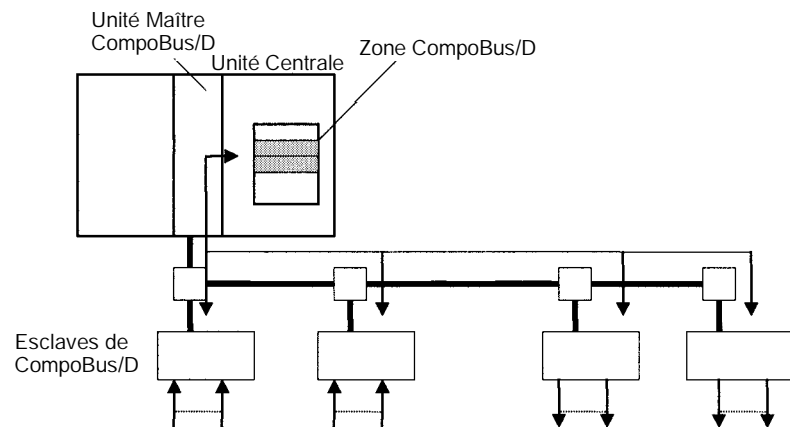 Unité Maître
CompoBus/D
Unité Centrale
Zone CompoBus/D
Esclaves de
CompoBus/D